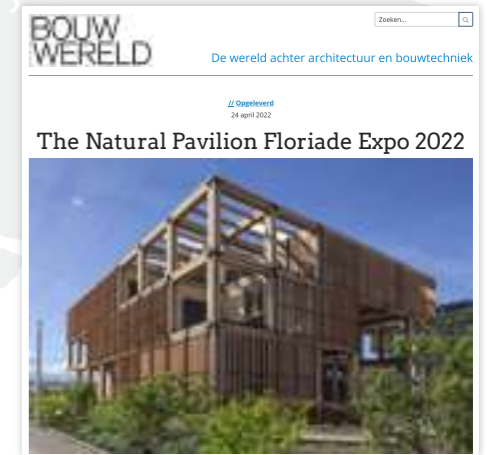 BOUW
WERELD
Zoeken...
De wereld achter architectuur en bouwtechniek
// Opgeleverd
24 april 2022
The Natural Pavilion Floriade Expo 2022